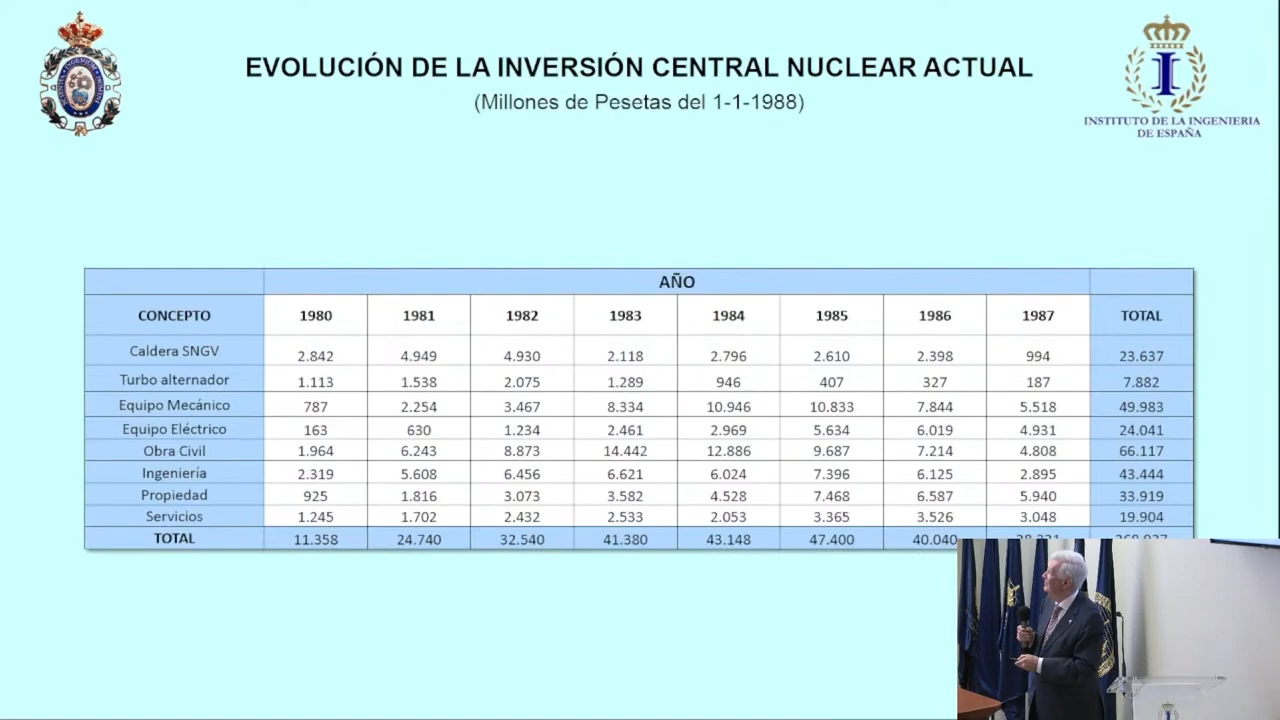 EVOLUCIÓN DE LA INVERSIÓN CENTRAL NUCLEAR ACTUAL
(Millones de Pesetas del 1-1-1988)
INSTITUTO DE LA INGENIERIA
DE ESPAÑA
AÑO
CONCEPTO 1980 1981 1982 1983 1984 1985 1986 1987 TOTAL
Caldera SNGV 2.842 4.949 4.930 2.118 2.796 2.610 2.398 994 23.637
Turbo alternador 1.113 1.538 2.075 1.289 946 407 327 187 7.882
Equipo Mecánico 787 2.254 3.467 8.334 10.946 10.833 7.844 5.518 49.983
Equipo Eléctrico 163 630 1.234 2.461 2.969 5.634 6.019 4.931 24.041
Obra Civil 1.964 6.243 8.873 14.442 12.886 9.687 7.214 4.808 66.117
Ingeniería 2.319 5.608 6.456 6.621 6.024 7.396 6.125 2.895 43.444
Propiedad 925 1.816 3.073 3.582 4.528 7.468 6.587 5.940 33.919
Servicios 1.245 1.702 2.432 2.533 2.053 3.365 3.526 3.048 19.904
TOTAL 11.358 24.740 32.540 41.380 43.148 47.400 40.040